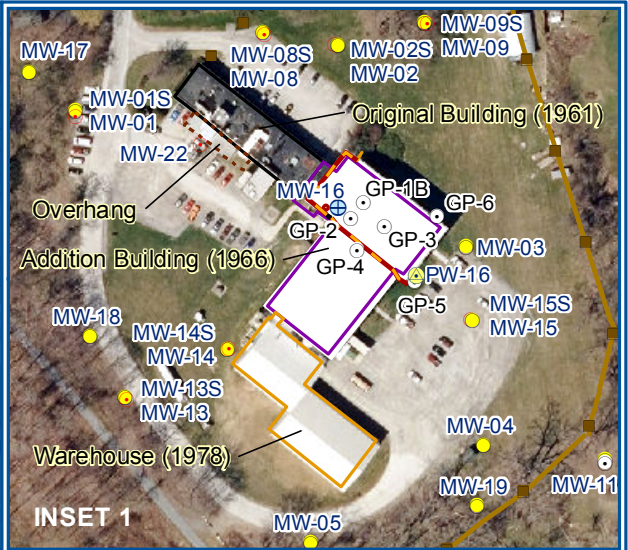 MW-17
MW-08S
MW-08
MW-02S
MW-02
MW-09S
MW-09
MW-01S
MW-01
MW-22
Original Building (1961)
Overhang
MW-16
GP-1B
GP-6
GP-2
GP-3
Addition Building (1966)
GP-4
MW-03
PW-16
GP-5
MW-15S
MW-15
MW-18
MW-14S
MW-14
MW-13S
MW-13
MW-04
Warehouse (1978)
MW-11
MW-19
INSET 1
MW-05